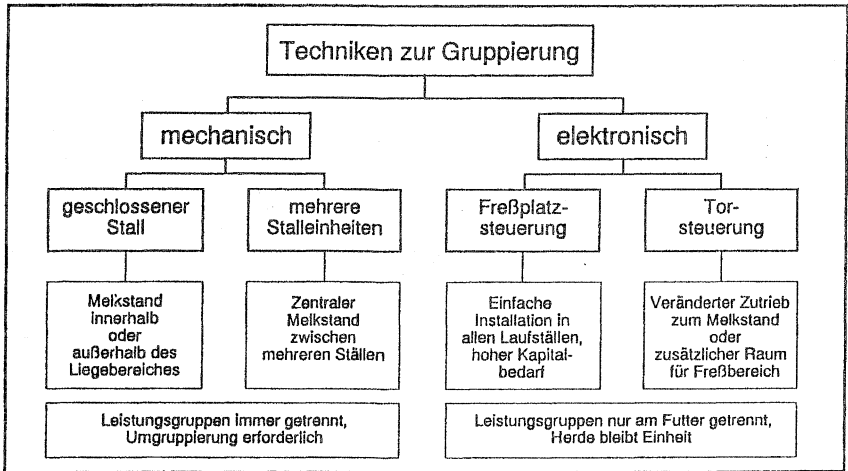 Techniken zur Gruppierung
mechanisch
elektronisch
geschlossener
Stall
mehrere
Stalleinheiten
Freßplatz-
steuerung
Tor-
steuerung
Melkstand
innerhalb
oder
außerhalb des
Liegebereiches
Zentraler
Melkstand
zwischen
mehreren Ställen
Einfache
Installation in
allen Laufställen,
hoher Kapital-
bedarf
Veränderter Zutrieb
zum Melkstand
oder
zusätzlicher Raum
für Freßbereich
Leistungsgruppen immer getrennt,
Umgruppierung erforderlich
Leistungsgruppen nur am Futter getrennt,
Herde bleibt Einheit